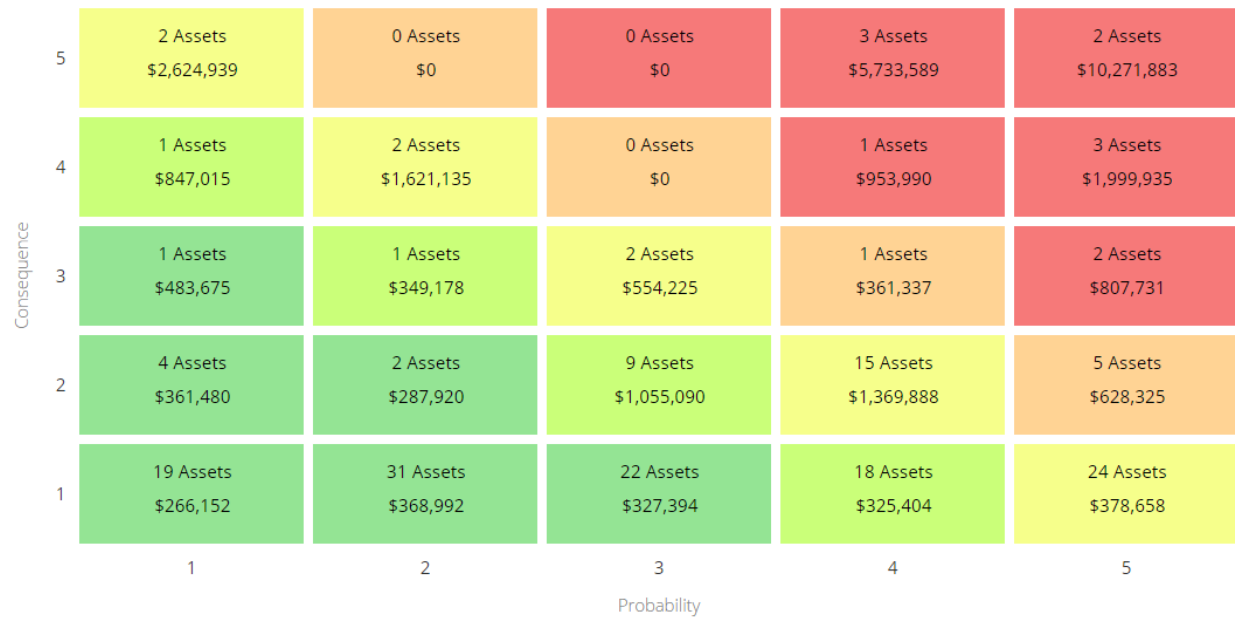 5
2 Assets
$2,624,939
0 Assets
$0
0 Assets
$0
3 Assets
$5,733,589
2 Assets
$10,271,883
4
1 Assets
$847,015
2 Assets
$1,621,135
0 Assets
$0
1 Assets
$953,990
3 Assets
$1,999,935
Consequence
3
1 Assets
$483,675
1 Assets
$349,178
2 Assets
$554,225
1 Assets
$361,337
2 Assets
$807,731
2
4 Assets
$361,480
2 Assets
$287,920
9 Assets
$1,055,090
15 Assets
$1,369,888
5 Assets
$628,325
1
19 Assets
$266,152
31 Assets
$368,992
22 Assets
$327,394
18 Assets
$325,404
24 Assets
$378,658
1 2 3 4 5
Probability